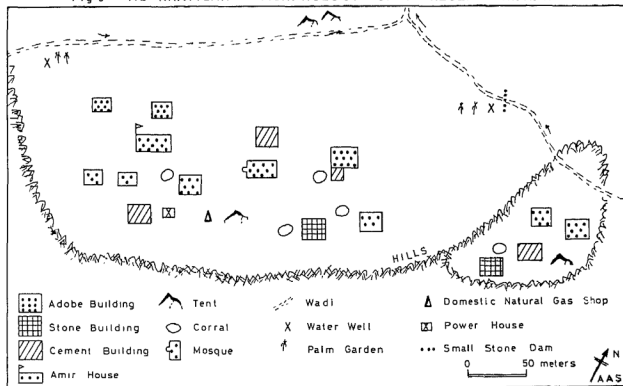 HILLS
Adobe Building
Tent
Wadi
Domestic Natural Gas Shop
Stone Building
Corral
X Water Well
Power House
Cement Building
Mosque
Palm Garden
Small Stone Dam
Amir House
0 50 meters
N
AAS